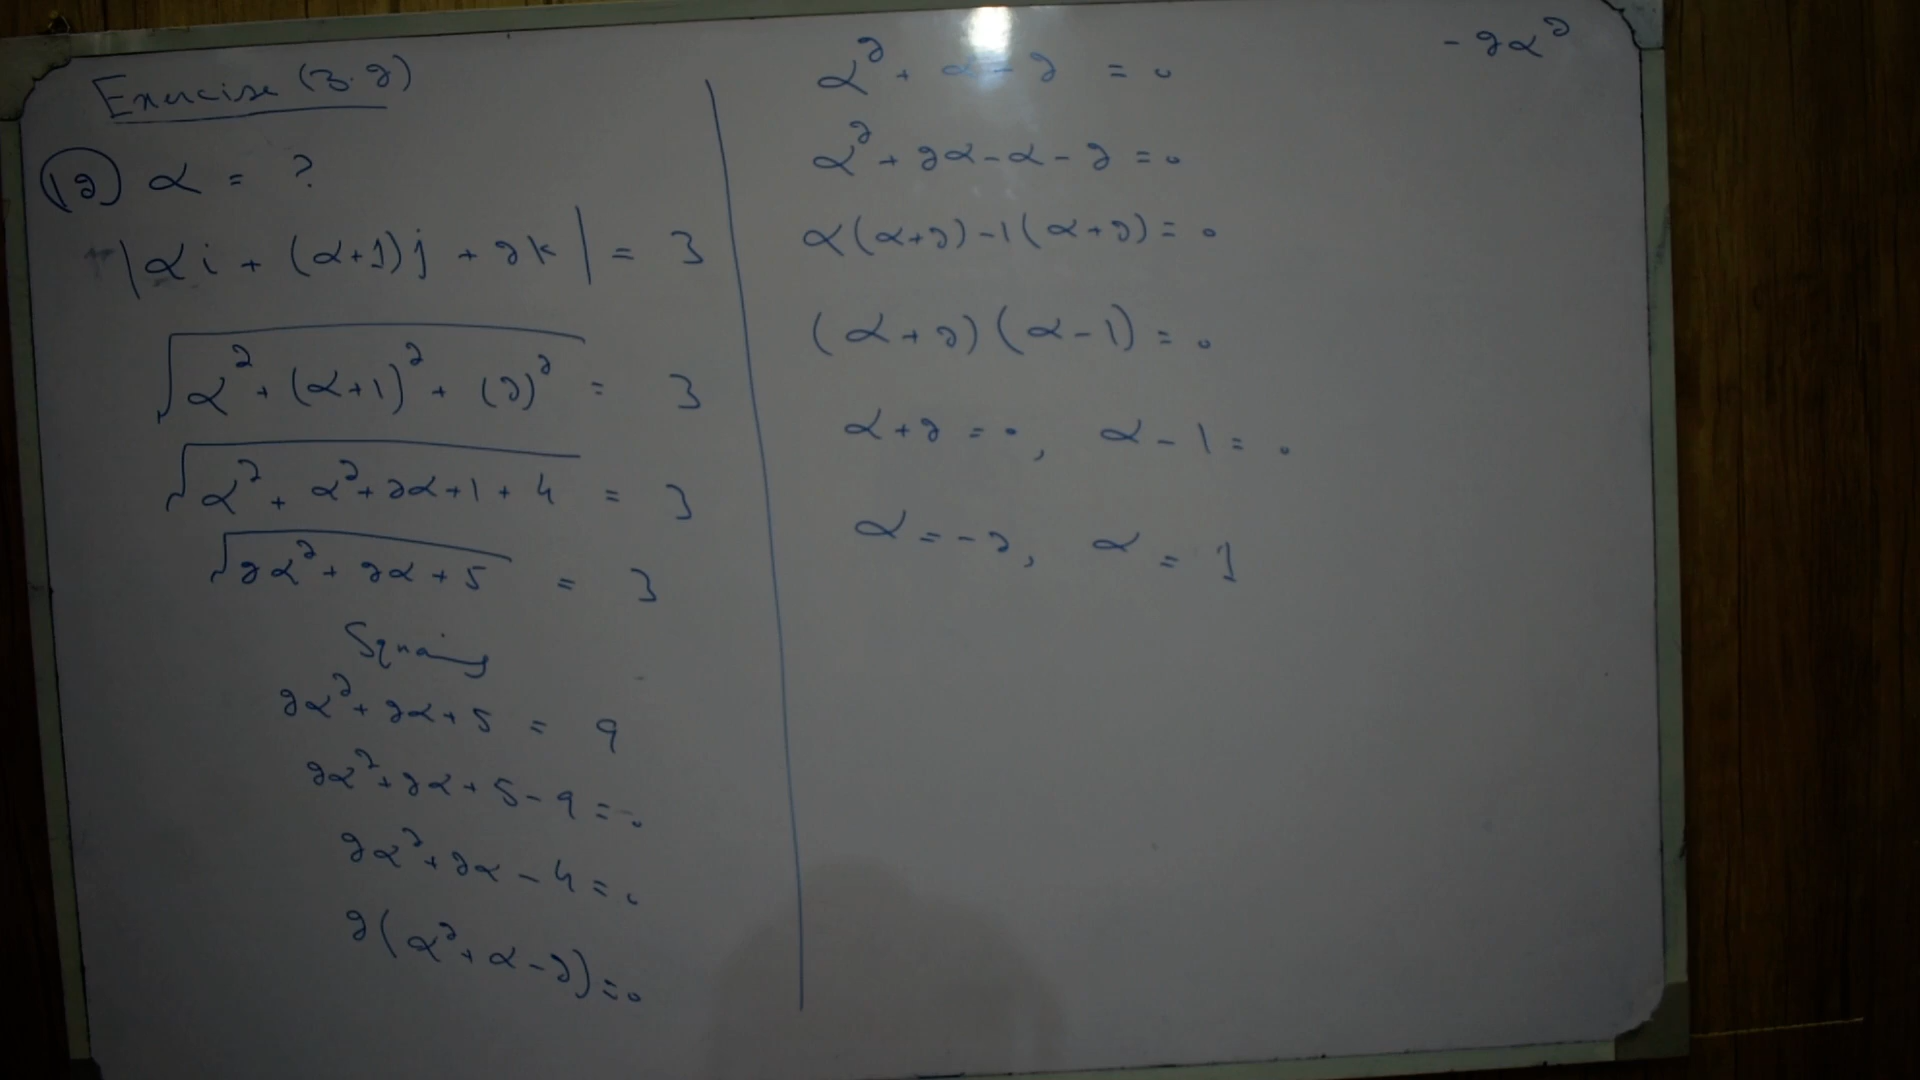 Exercise (3.2)
(12) α = ?
|αi + (α+1)j + 2k| = 3
√(α² + (α+1)² + (2)²) = 3
√(α² + α² + 2α + 1 + 4) = 3
√(2α² + 2α + 5) = 3
Squaring
2α² + 2α + 5 = 9
2α² + 2α + 5 - 9 = 0
2α² + 2α - 4 = 0
2(α² + α - 2) = 0
α² + α - 2 = 0
α² + 2α - α - 2 = 0
α(α+2) - 1(α+2) = 0
(α+2)(α-1) = 0
α+2 = 0, α - 1 = 0
α = -2, α = 1
- 2α²